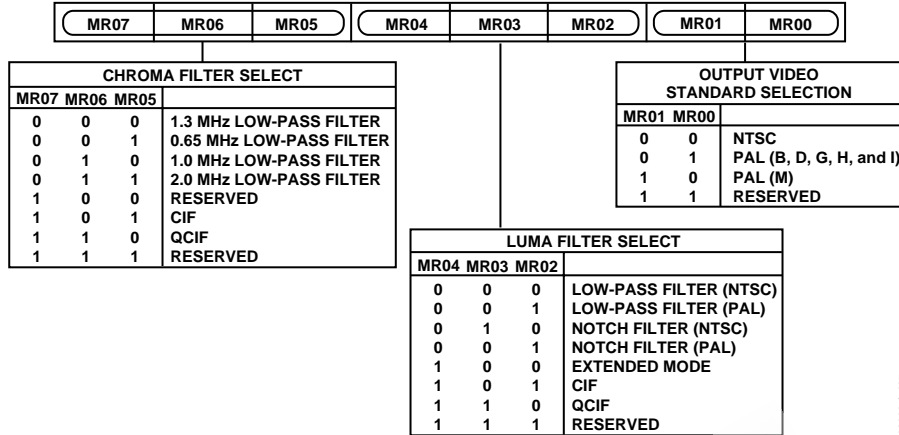 MR07 MR06 MR05 MR04 MR03 MR02 MR01 MR00
CHROMA FILTER SELECT
MR07 MR06 MR05
0 0 0 1.3 MHz LOW-PASS FILTER
0 0 1 0.65 MHz LOW-PASS FILTER
0 1 0 1.0 MHz LOW-PASS FILTER
0 1 1 2.0 MHz LOW-PASS FILTER
1 0 0 RESERVED
1 0 1 CIF
1 1 0 QCIF
1 1 1 RESERVED
OUTPUT VIDEO
STANDARD SELECTION
MR01 MR00
0 0 NTSC
0 1 PAL (B, D, G, H, and I)
1 0 PAL (M)
1 1 RESERVED
LUMA FILTER SELECT
MR04 MR03 MR02
0 0 0 LOW-PASS FILTER (NTSC)
0 0 1 LOW-PASS FILTER (PAL)
0 1 0 NOTCH FILTER (NTSC)
0 0 1 NOTCH FILTER (PAL)
1 0 0 EXTENDED MODE
1 0 1 CIF
1 1 0 QCIF
1 1 1 RESERVED